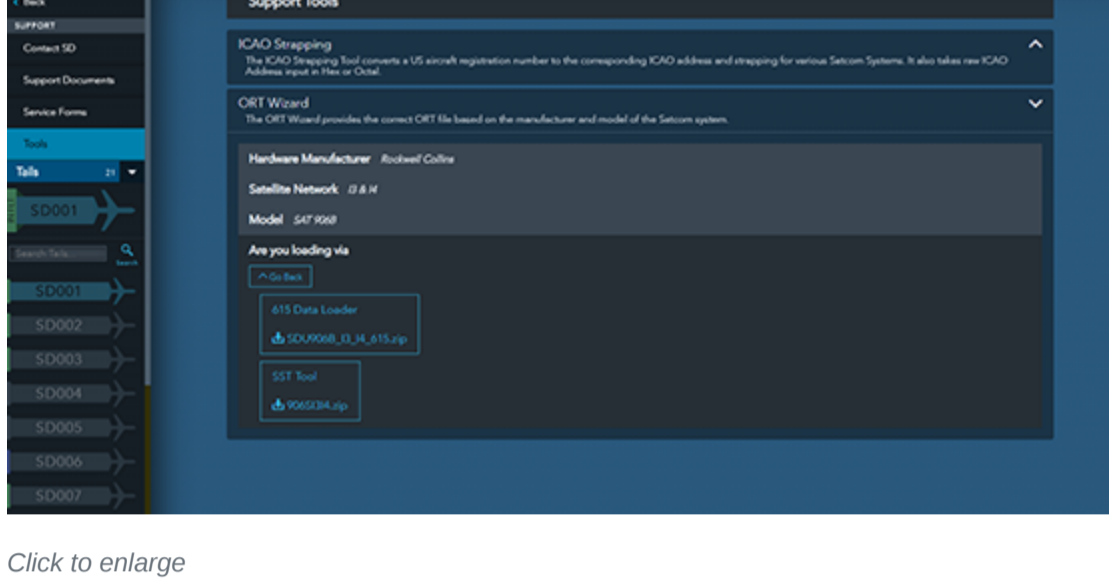 Back
Support Tools
SUPPORT
Contact SD
Support Documents
Service Forms
Tools
Tails 21
SD001
Search Tails...
Search
SD001
SD002
SD003
SD004
SD005
SD006
SD007
ICAO Strapping
The ICAO Strapping Tool converts a US aircraft registration number to the corresponding ICAO address and strapping for various Satcom Systems. It also takes raw ICAO
Address input in Hex or Octal.
ORT Wizard
The ORT Wizard provides the correct ORT file based on the manufacturer and model of the Satcom system.
Hardware Manufacturer Rockwell Collins
Satellite Network I3 & I4
Model SAT 906B
Are you loading via
Go Back
615 Data Loader
SDU906B_I3_I4_615.zip
SST Tool
906SI3I4.zip
Click to enlarge